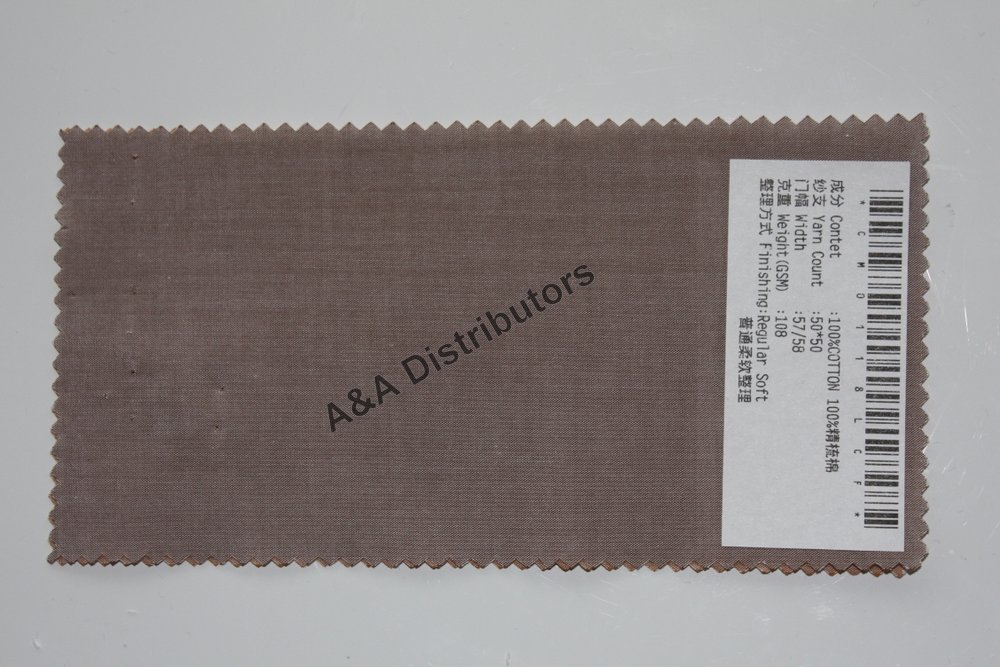 *CMD118LCF*
成分 Contet :100%COTTON 100%精梳棉
纱支 Yarn Count :50*50
门幅 Width :57/58
克重 Weight(GSM) :108
整理方式 Finishing:Regular Soft
普通柔软整理
A&A Distributors